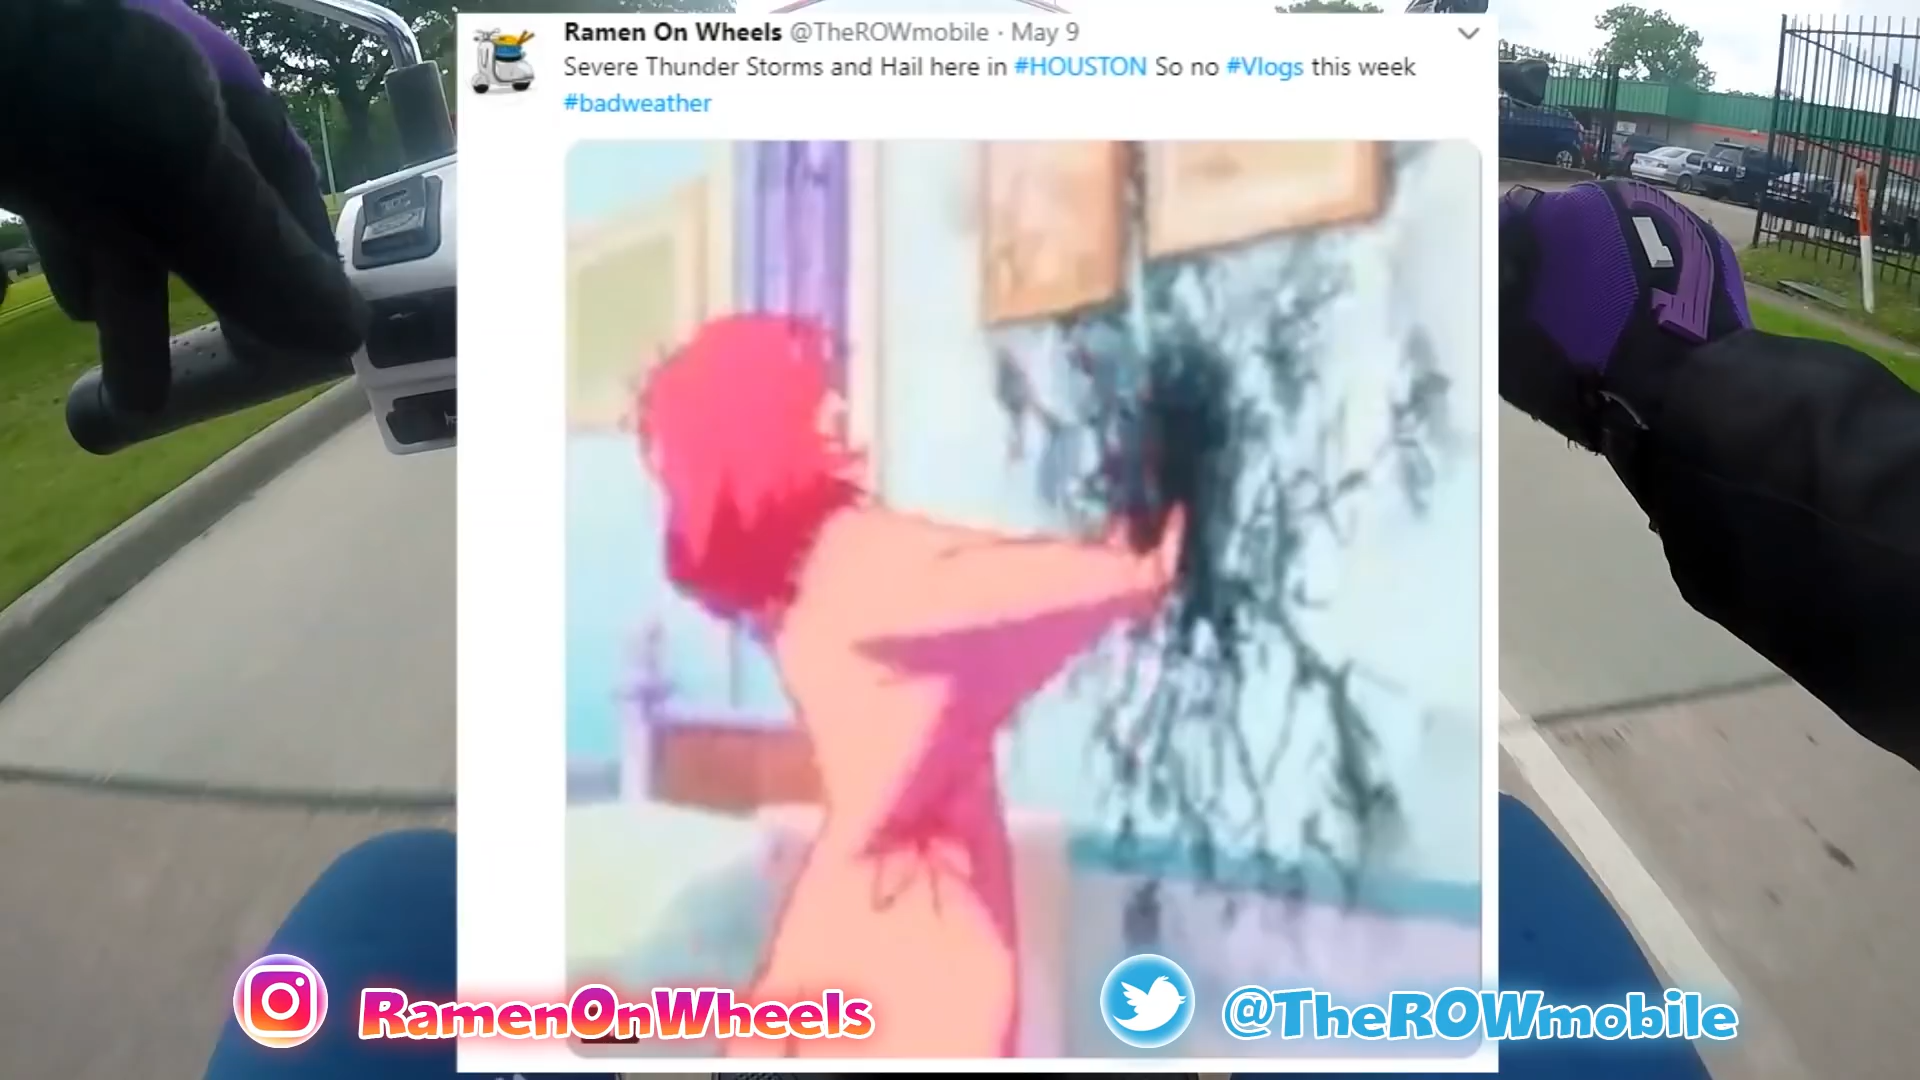 Ramen On Wheels @TheROWmobile · May 9
Severe Thunder Storms and Hail here in #HOUSTON So no #Vlogs this week
#badweather
RamenOnWheels @TheROWmobile